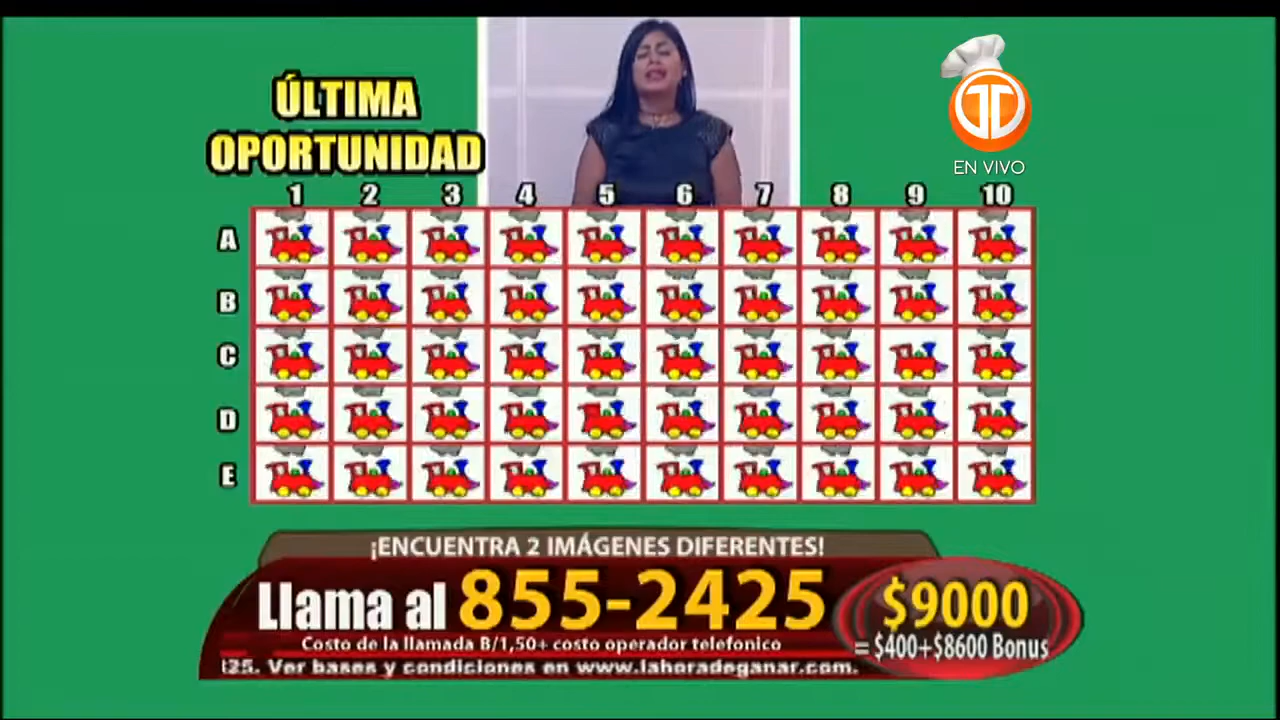 ÚLTIMA
OPORTUNIDAD
EN VIVO
1 2 3 4 5 6 7 8 9 10
A
B
C
D
E
¡ENCUENTRA 2 IMÁGENES DIFERENTES!
Llama al 855-2425
$9000
Costo de la llamada B/1,50+ costo operador telefonico
= $400+$8600 Bonus
25. Ver bases y condiciones en www.lahoradeganar.com.